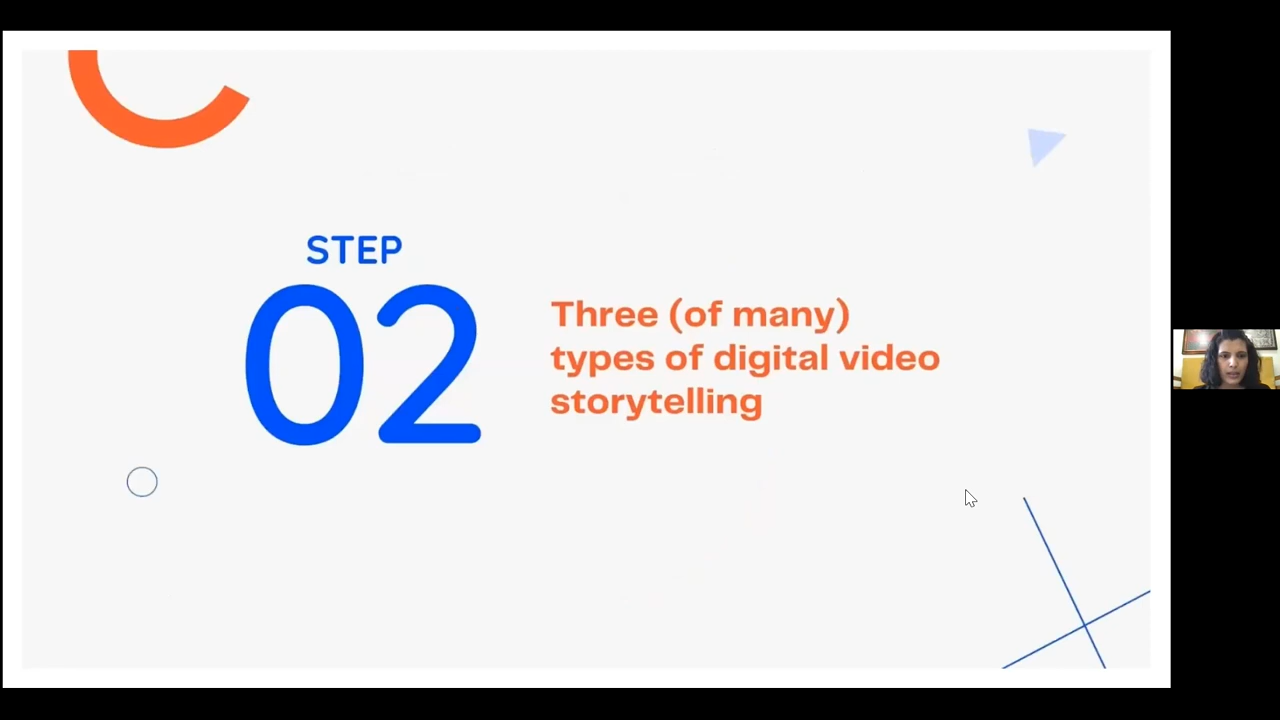 STEP
02
Three (of many)
types of digital video
storytelling